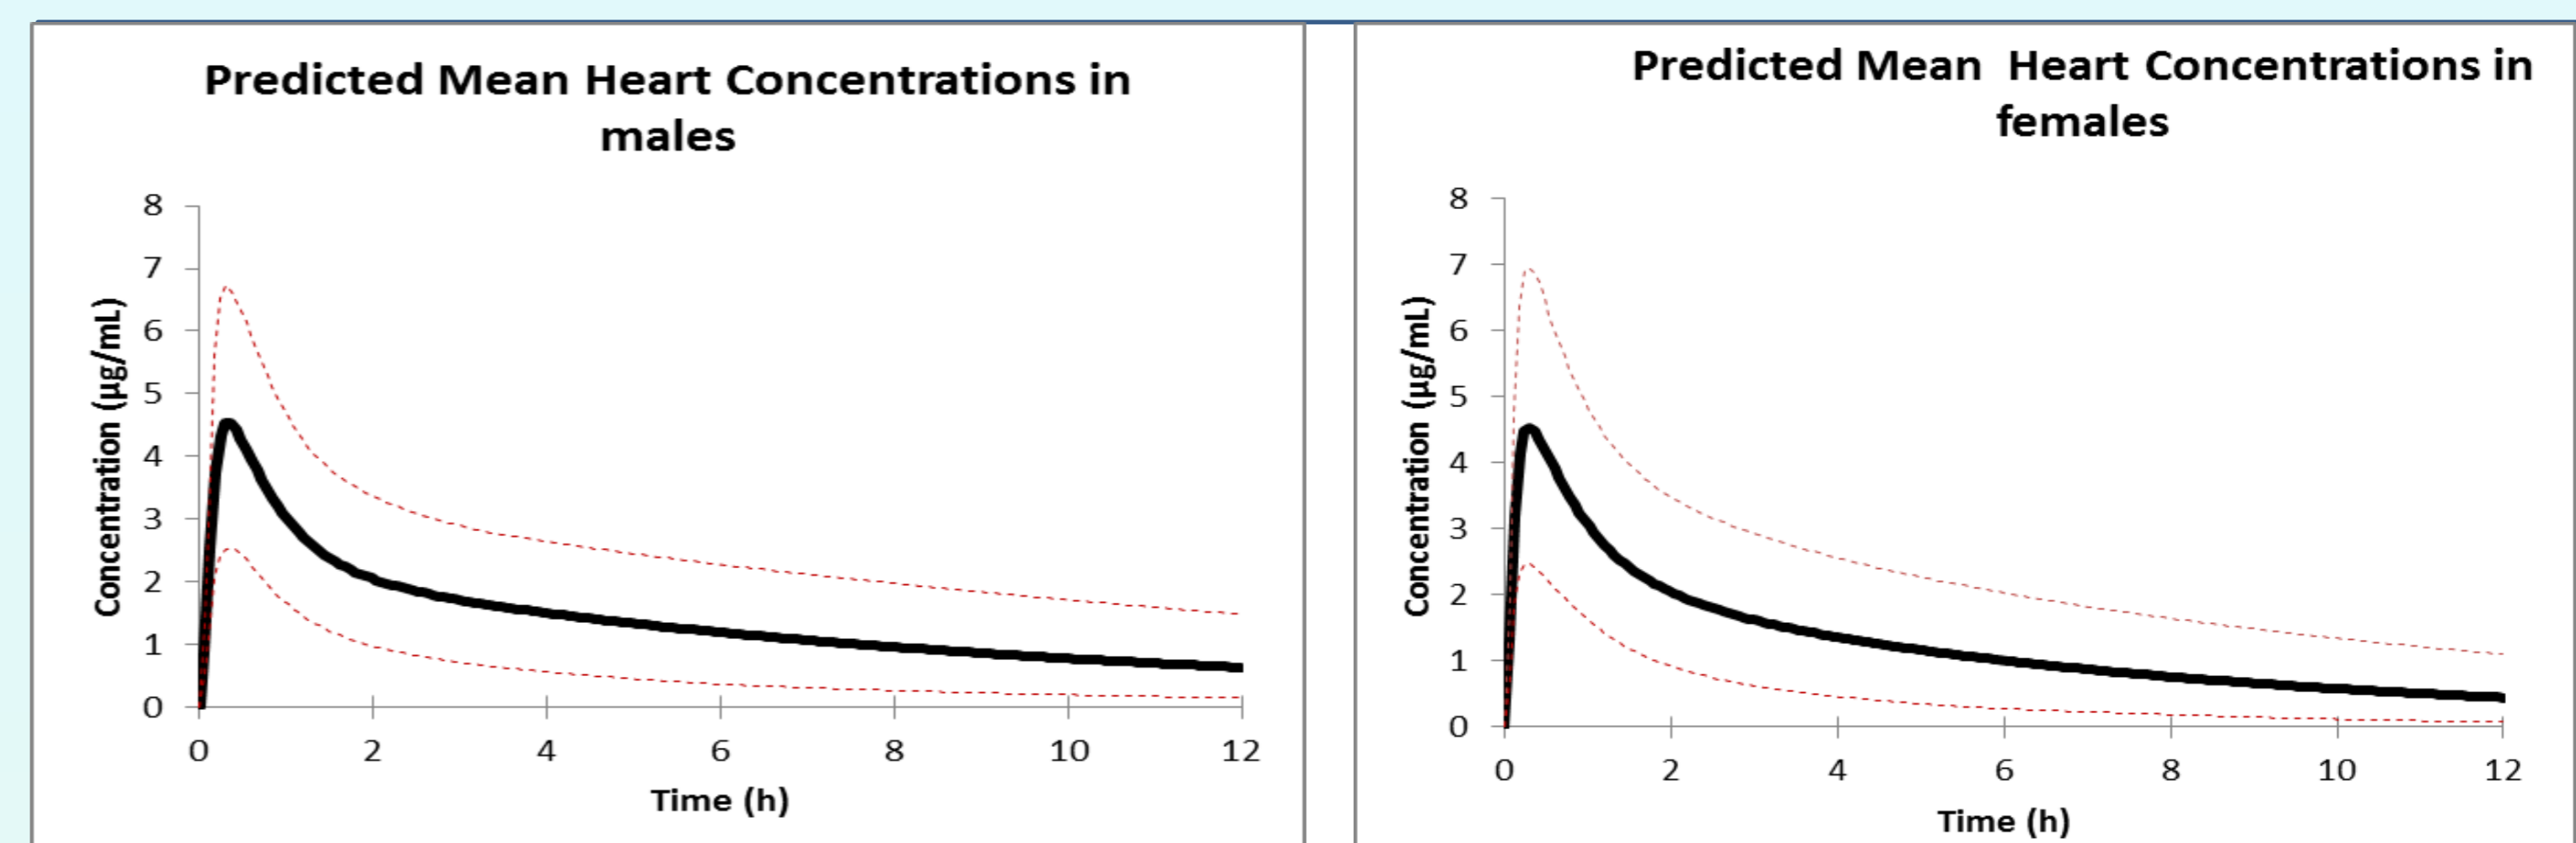 Predicted Mean Heart Concentrations in
males
Concentration (µg/mL)
8
7
6
5
4
3
2
1
0
0 2 4 6 8 10 12
Time (h)
Predicted Mean  Heart Concentrations in
females
Concentration (µg/mL)
8
7
6
5
4
3
2
1
0
0 2 4 6 8 10 12
Time (h)